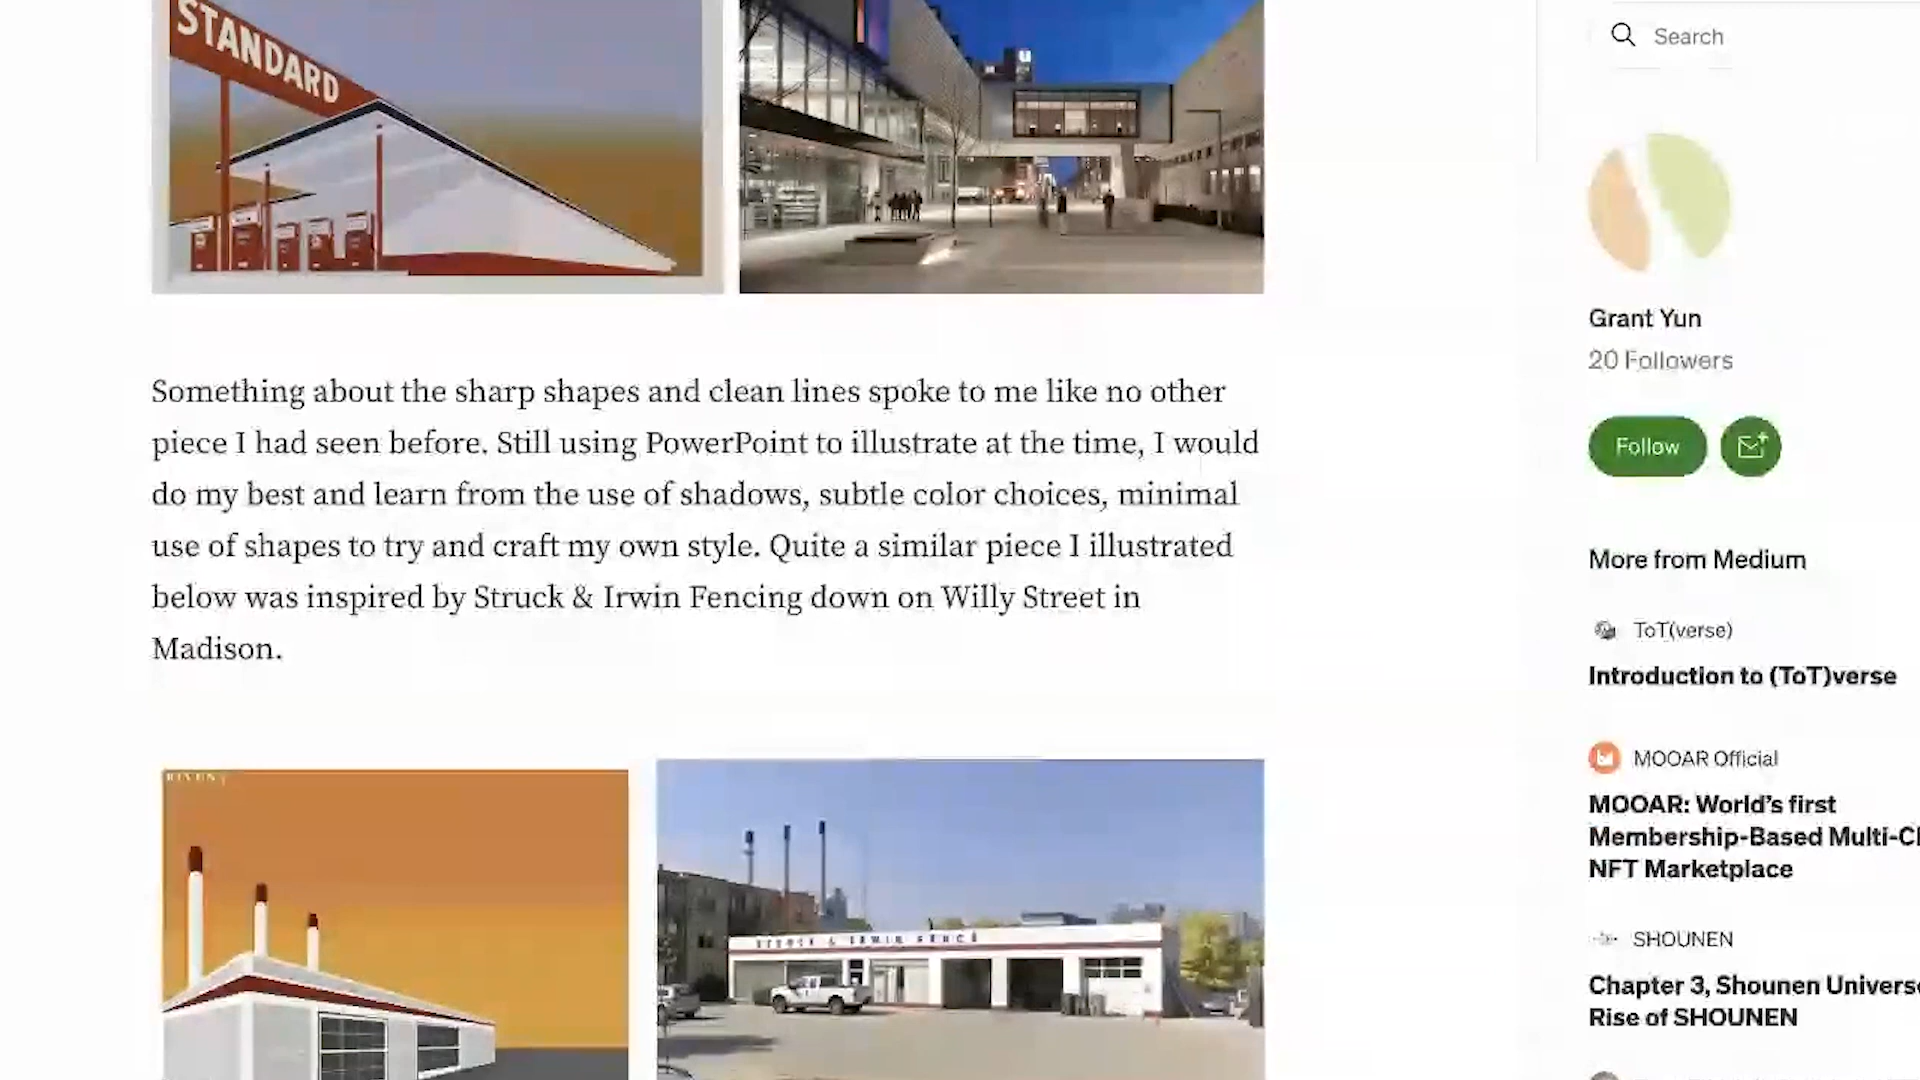 STANDARD
Search
Grant Yun
20 Followers
Follow
Something about the sharp shapes and clean lines spoke to me like no other
piece I had seen before. Still using PowerPoint to illustrate at the time, I would
do my best and learn from the use of shadows, subtle color choices, minimal
use of shapes to try and craft my own style. Quite a similar piece I illustrated
below was inspired by Struck & Irwin Fencing down on Willy Street in
Madison.
STRUCK & IRWIN FENCE
More from Medium
ToT(verse)
Introduction to (ToT)verse
MOOAR Official
MOOAR: World's first
Membership-Based Multi-Cl
NFT Marketplace
SHOUNEN
Chapter 3, Shounen Universe
Rise of SHOUNEN